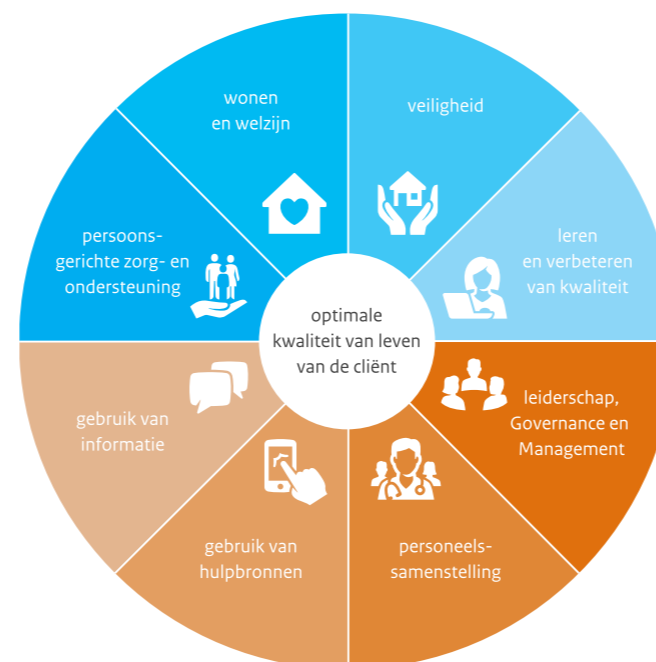 wonen
en welzijn
veiligheid
leren
en verbeteren
van kwaliteit
leiderschap,
Governance en
Management
personeels-
samenstelling
gebruik van
hulpbronnen
gebruik van
informatie
persoons-
gerichte zorg- en
ondersteuning
optimale
kwaliteit van leven
van de cliënt